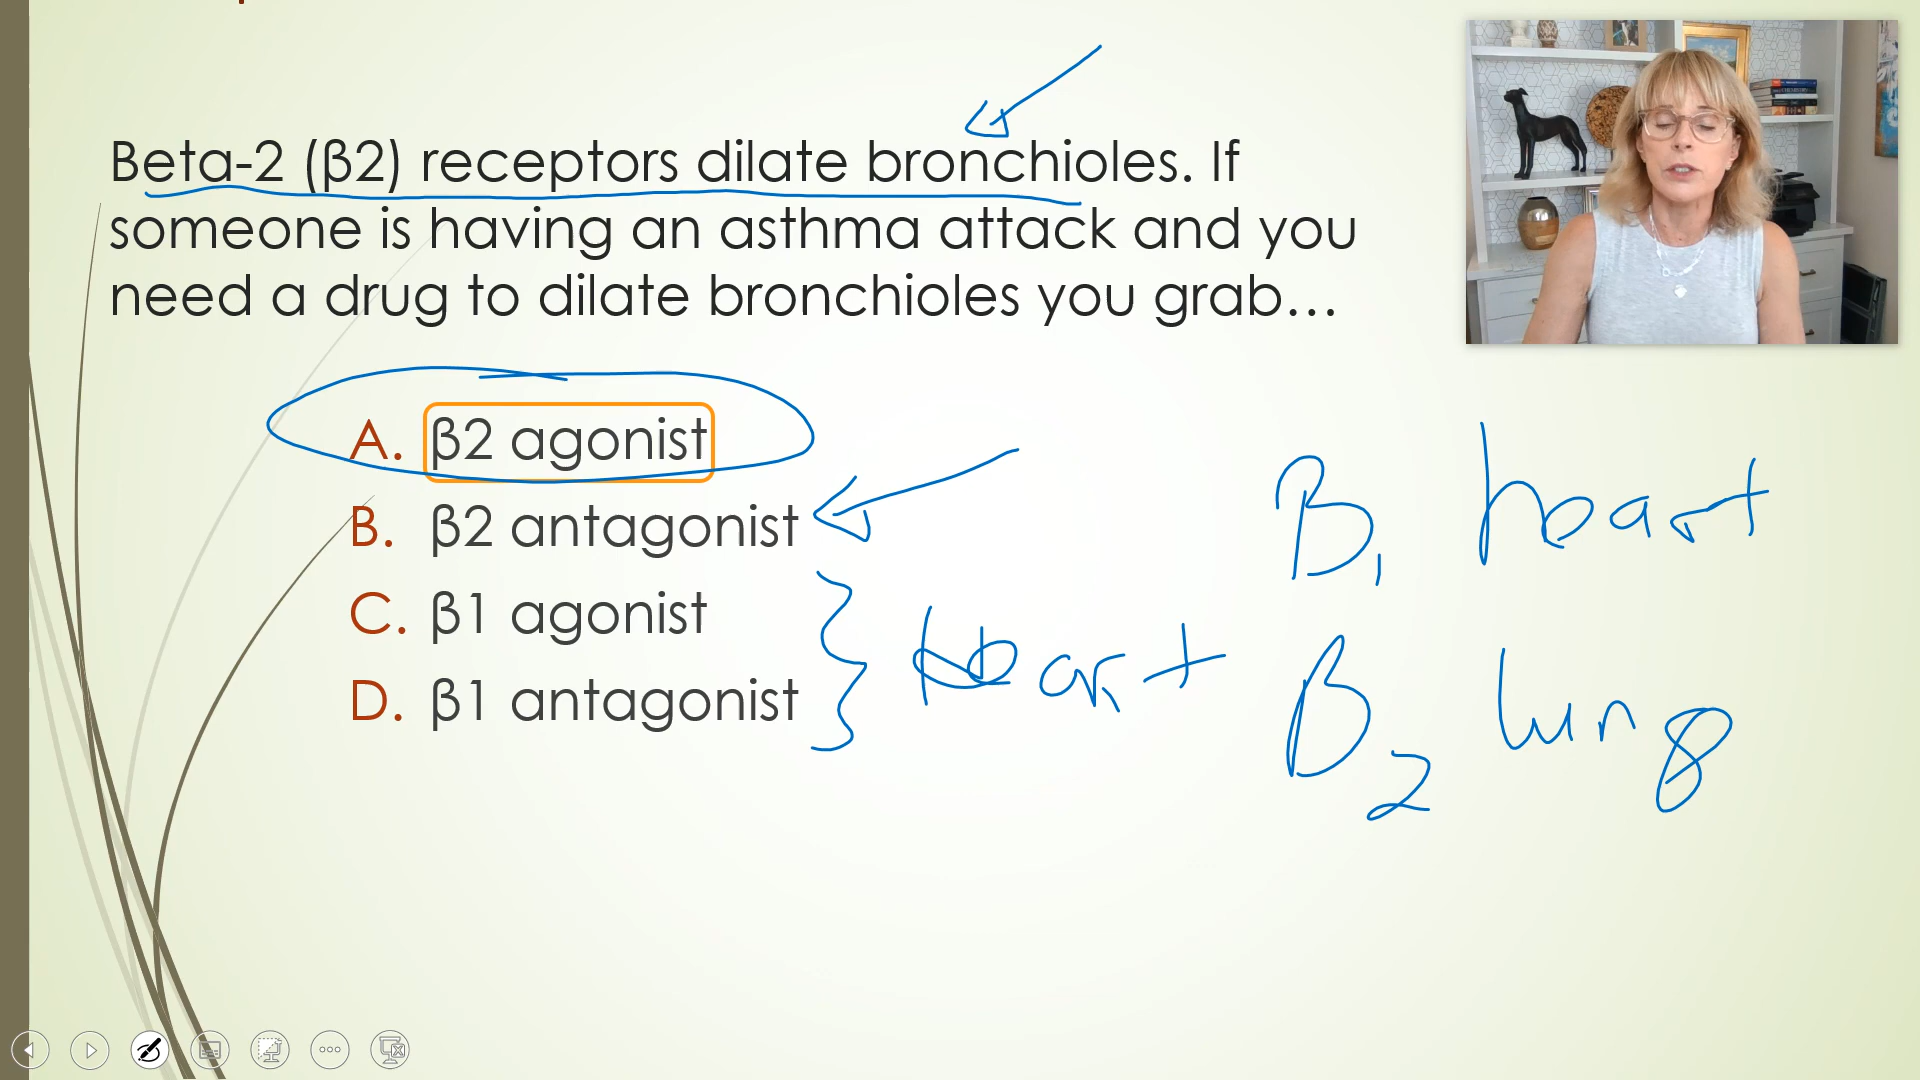 Beta-2 (β2) receptors dilate bronchioles. If
someone is having an asthma attack and you
need a drug to dilate bronchioles you grab...
A. β2 agonist
B. β2 antagonist
C. β1 agonist
D. β1 antagonist
heart
B1 heart
B2 lung